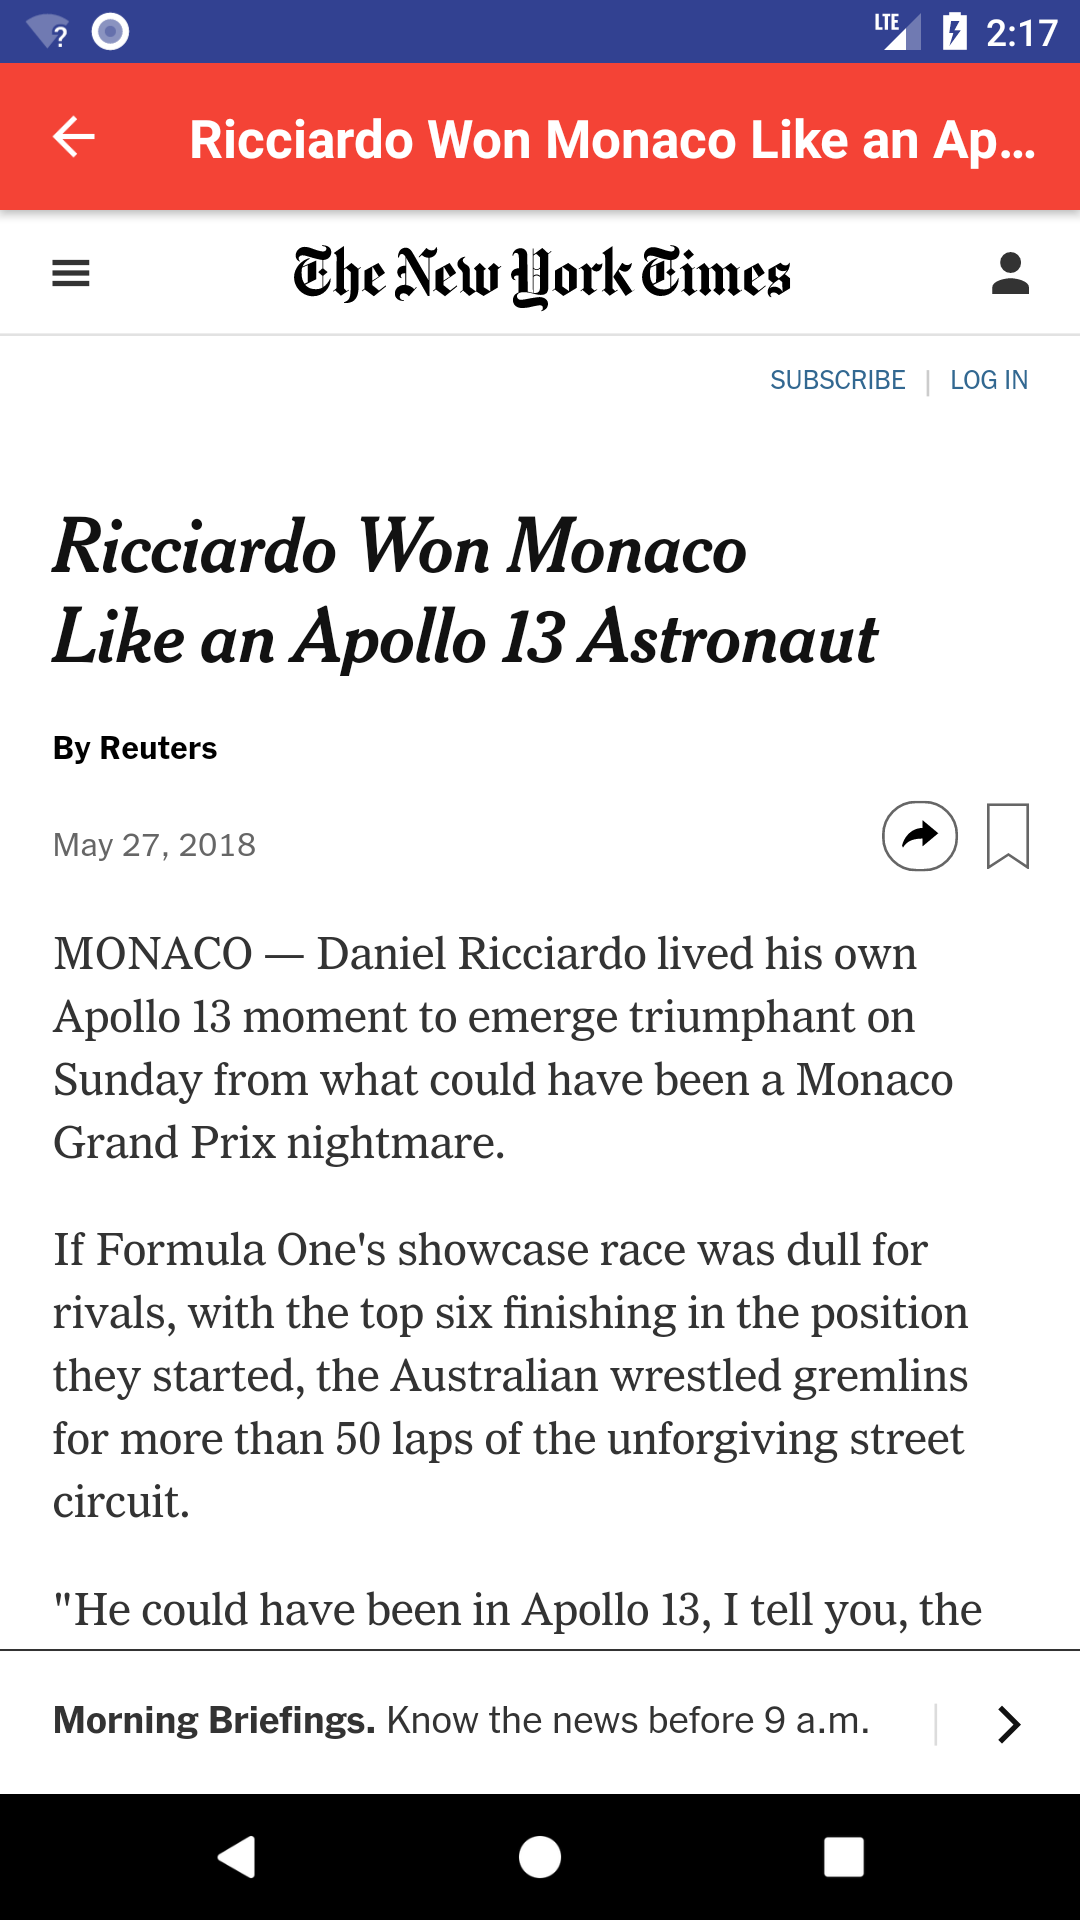 ?
LTE
2:17
Ricciardo Won Monaco Like an Ap...
The New York Times
SUBSCRIBE | LOG IN
Ricciardo Won Monaco
Like an Apollo 13 Astronaut
By Reuters
May 27, 2018
MONACO — Daniel Ricciardo lived his own
Apollo 13 moment to emerge triumphant on
Sunday from what could have been a Monaco
Grand Prix nightmare.
If Formula One's showcase race was dull for
rivals, with the top six finishing in the position
they started, the Australian wrestled gremlins
for more than 50 laps of the unforgiving street
circuit.
"He could have been in Apollo 13, I tell you, the
Morning Briefings. Know the news before 9 a.m.